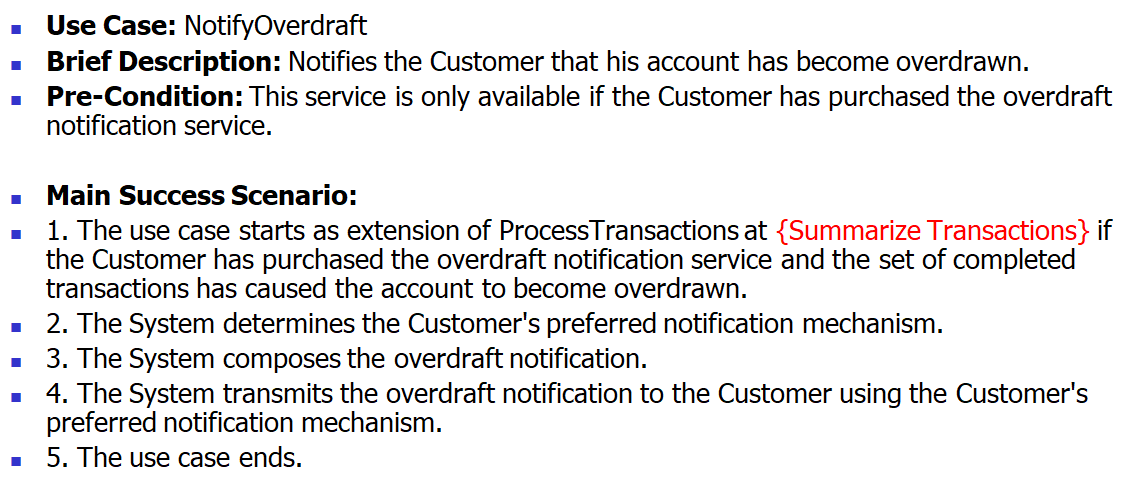 Use Case: NotifyOverdraft
Brief Description: Notifies the Customer that his account has become overdrawn.
Pre-Condition: This service is only available if the Customer has purchased the overdraft
notification service.
Main Success Scenario:
1. The use case starts as extension of ProcessTransactions at {Summarize Transactions} if
the Customer has purchased the overdraft notification service and the set of completed
transactions has caused the account to become overdrawn.
2. The System determines the Customer's preferred notification mechanism.
3. The System composes the overdraft notification.
4. The System transmits the overdraft notification to the Customer using the Customer's
preferred notification mechanism.
5. The use case ends.